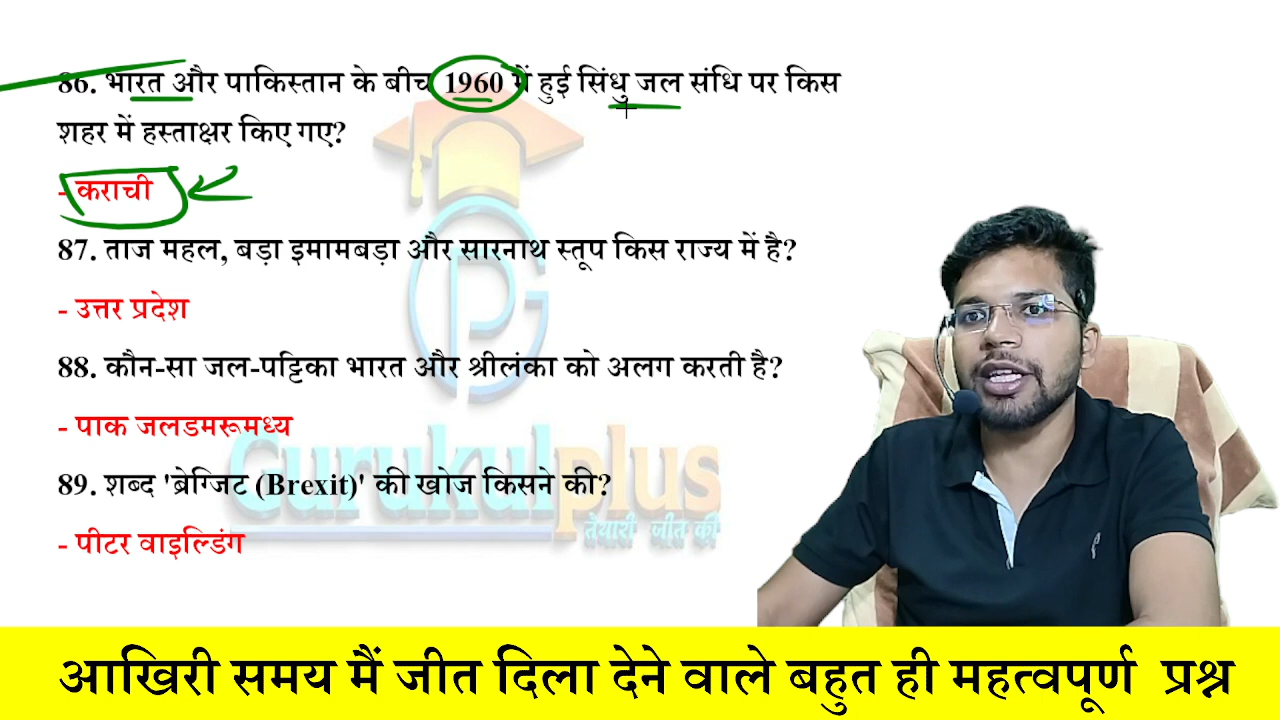 86. भारत और पाकिस्तान के बीच 1960 में हुई सिंधु जल संधि पर किस
शहर में हस्ताक्षर किए गए?
- कराची
87. ताज महल, बड़ा इमामबड़ा और सारनाथ स्तूप किस राज्य में है?
- उत्तर प्रदेश
88. कौन-सा जल-पट्टिका भारत और श्रीलंका को अलग करती है?
- पाक जलडमरूमध्य
89. शब्द 'ब्रेग्जिट (Brexit)' की खोज किसने की?
- पीटर वाइल्डिंग
Gurukulplus
तैयारी जीत की
आखिरी समय मैं जीत दिला देने वाले बहुत ही महत्वपूर्ण प्रश्न